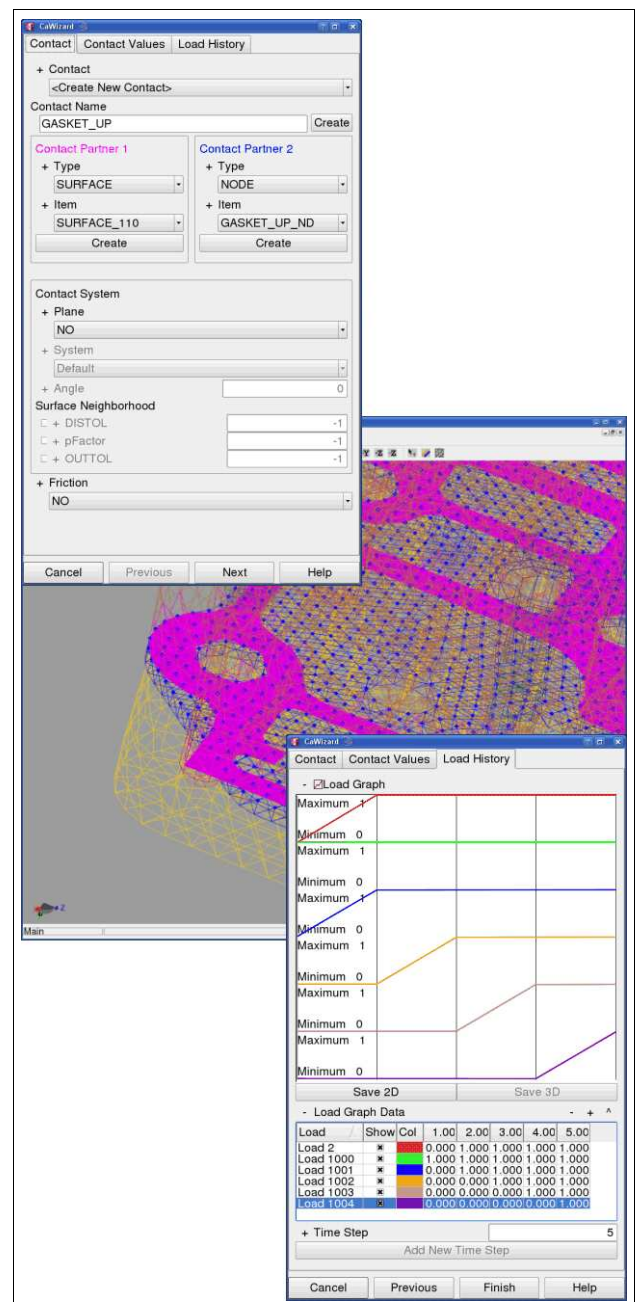 CaWizard
Contact Contact Values Load History
+ Contact
<Create New Contact>
Contact Name
GASKET_UP Create
Contact Partner 1 Contact Partner 2
+ Type + Type
SURFACE NODE
+ Item + Item
SURFACE_110 GASKET_UP_ND
Create Create
Contact System
+ Plane
NO
+ System
Default
+ Angle 0
Surface Neighborhood
+ DISTOL -1
+ pFactor -1
+ OUTTOL -1
+ Friction
NO
Cancel Previous Next Help
Z
Main
CaWizard
Contact Contact Values Load History
- Load Graph
Maximum 1
Minimum 0
Maximum 1
Minimum 0
Maximum 1
Minimum 0
Maximum 1
Minimum 0
Maximum 1
Minimum 0
Maximum 1
Minimum 0
Save 2D Save 3D
- Load Graph Data - + ^
Load Show Col 1.00 2.00 3.00 4.00 5.00
Load 2 0.000 1.000 1.000 1.000 1.000
Load 1000 1.000 1.000 1.000 1.000 1.000
Load 1001 0.000 1.000 1.000 1.000 1.000
Load 1002 0.000 0.000 1.000 1.000 1.000
Load 1003 0.000 0.000 0.000 1.000 1.000
Load 1004 0.000 0.000 0.000 0.000 1.000
+ Time Step 5
Add New Time Step
Cancel Previous Finish Help